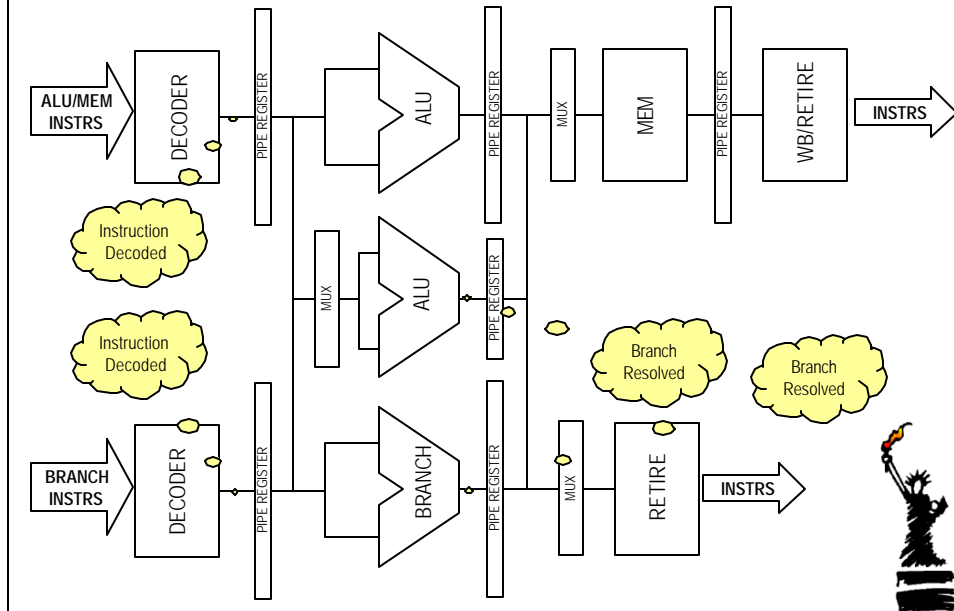 ALU/MEM
INSTRS
DECODER
PIPE REGISTER
ALU
PIPE REGISTER
MUX
MEM
PIPE REGISTER
WB/RETIRE
INSTRS
Instruction
Decoded
MUX
ALU
PIPE REGISTER
Instruction
Decoded
Branch
Resolved
Branch
Resolved
BRANCH
INSTRS
DECODER
PIPE REGISTER
BRANCH
PIPE REGISTER
MUX
RETIRE
INSTRS